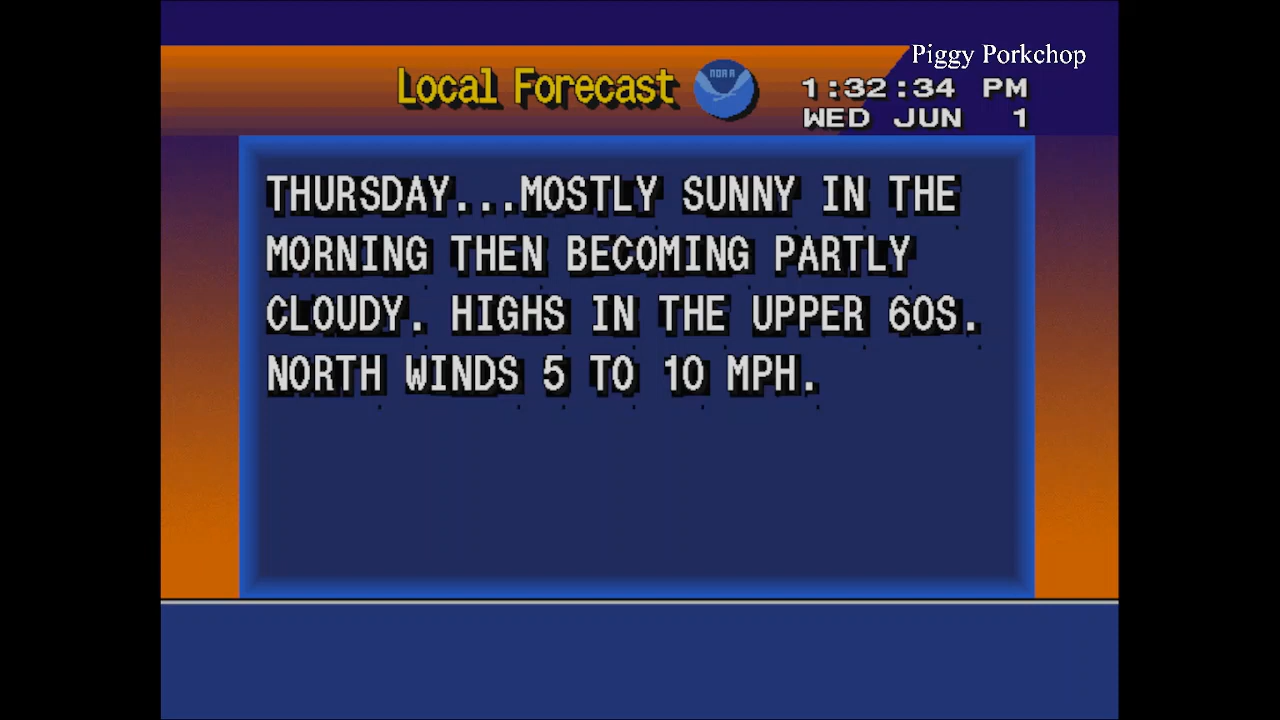 Piggy Porkchop
Local Forecast
NOAA
1:32:34 PM
WED JUN 1
THURSDAY...MOSTLY SUNNY IN THE
MORNING THEN BECOMING PARTLY
CLOUDY. HIGHS IN THE UPPER 60S.
NORTH WINDS 5 TO 10 MPH.